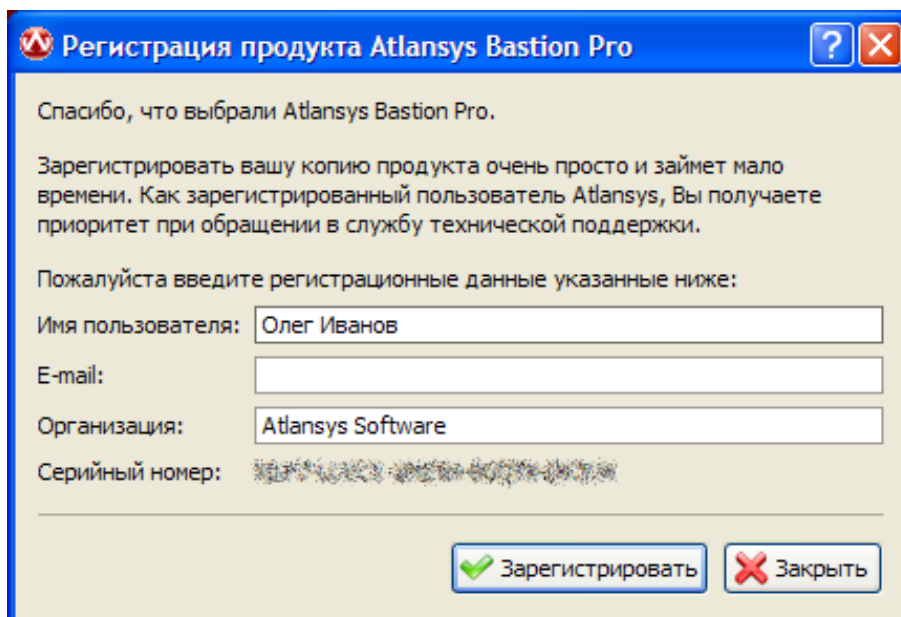 Регистрация продукта Atlansys Bastion Pro
Спасибо, что выбрали Atlansys Bastion Pro.
Зарегистрировать вашу копию продукта очень просто и займет мало
времени. Как зарегистрированный пользователь Atlansys, Вы получаете
приоритет при обращении в службу технической поддержки.
Пожалуйста введите регистрационные данные указанные ниже:
Имя пользователя: Олег Иванов
E-mail:
Организация: Atlansys Software
Серийный номер:
Зарегистрировать Закрыть